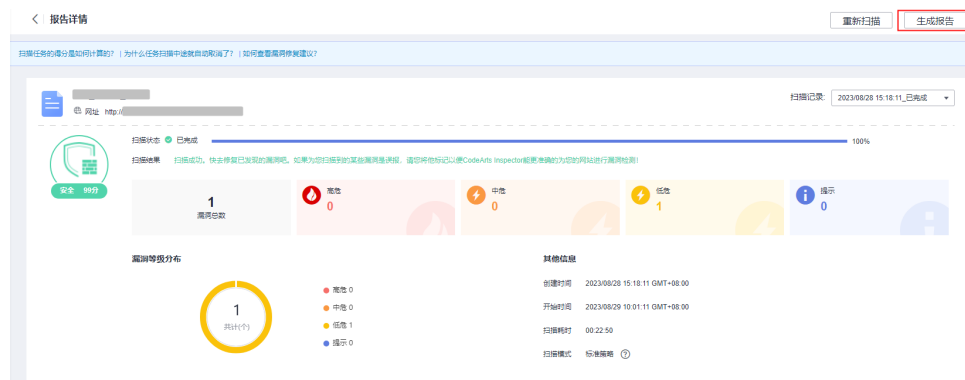 报告详情
重新扫描
生成报告
扫描任务的得分是如何计算的? | 为什么任务扫描中途就自动取消了? | 如何查看漏洞修复建议?
网址 http://
扫描记录: 2023/08/28 15:18:11_已完成
扫描状态 已完成 100%
扫描结果 扫描成功。快去修复已发现的漏洞吧。如果为您扫描到的某些漏洞是误报,请您将他标记以便CodeArts Inspector能更准确的为您的网站进行漏洞检测!
安全 99分
1
漏洞总数
高危
0
中危
0
低危
1
提示
0
漏洞等级分布
1
共计(个)
高危 0
中危 0
低危 1
提示 0
其他信息
创建时间 2023/08/28 15:18:11 GMT+08:00
开始时间 2023/08/29 10:01:11 GMT+08:00
扫描耗时 00:22:50
扫描模式 标准策略 ?